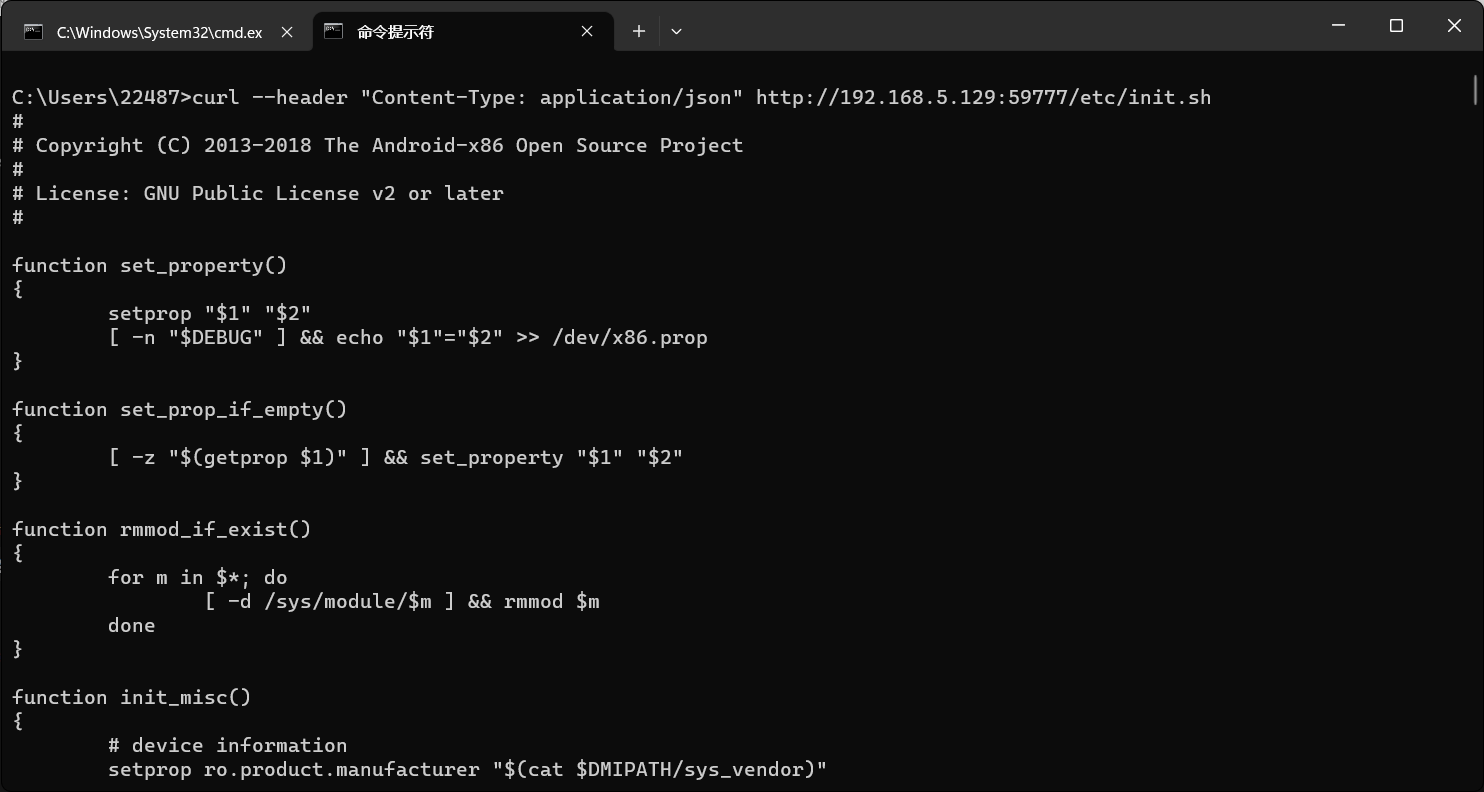 C:\Windows\System32\cmd.ex
命令提示符
C:\Users\22487>curl --header "Content-Type: application/json" http://192.168.5.129:59777/etc/init.sh
#
# Copyright (C) 2013-2018 The Android-x86 Open Source Project
#
# License: GNU Public License v2 or later
#
function set_property()
{
        setprop "$1" "$2"
        [ -n "$DEBUG" ] && echo "$1"="$2" >> /dev/x86.prop
}
function set_prop_if_empty()
{
        [ -z "$(getprop $1)" ] && set_property "$1" "$2"
}
function rmmod_if_exist()
{
        for m in $*; do
                [ -d /sys/module/$m ] && rmmod $m
        done
}
function init_misc()
{
        # device information
        setprop ro.product.manufacturer "$(cat $DMIPATH/sys_vendor)"